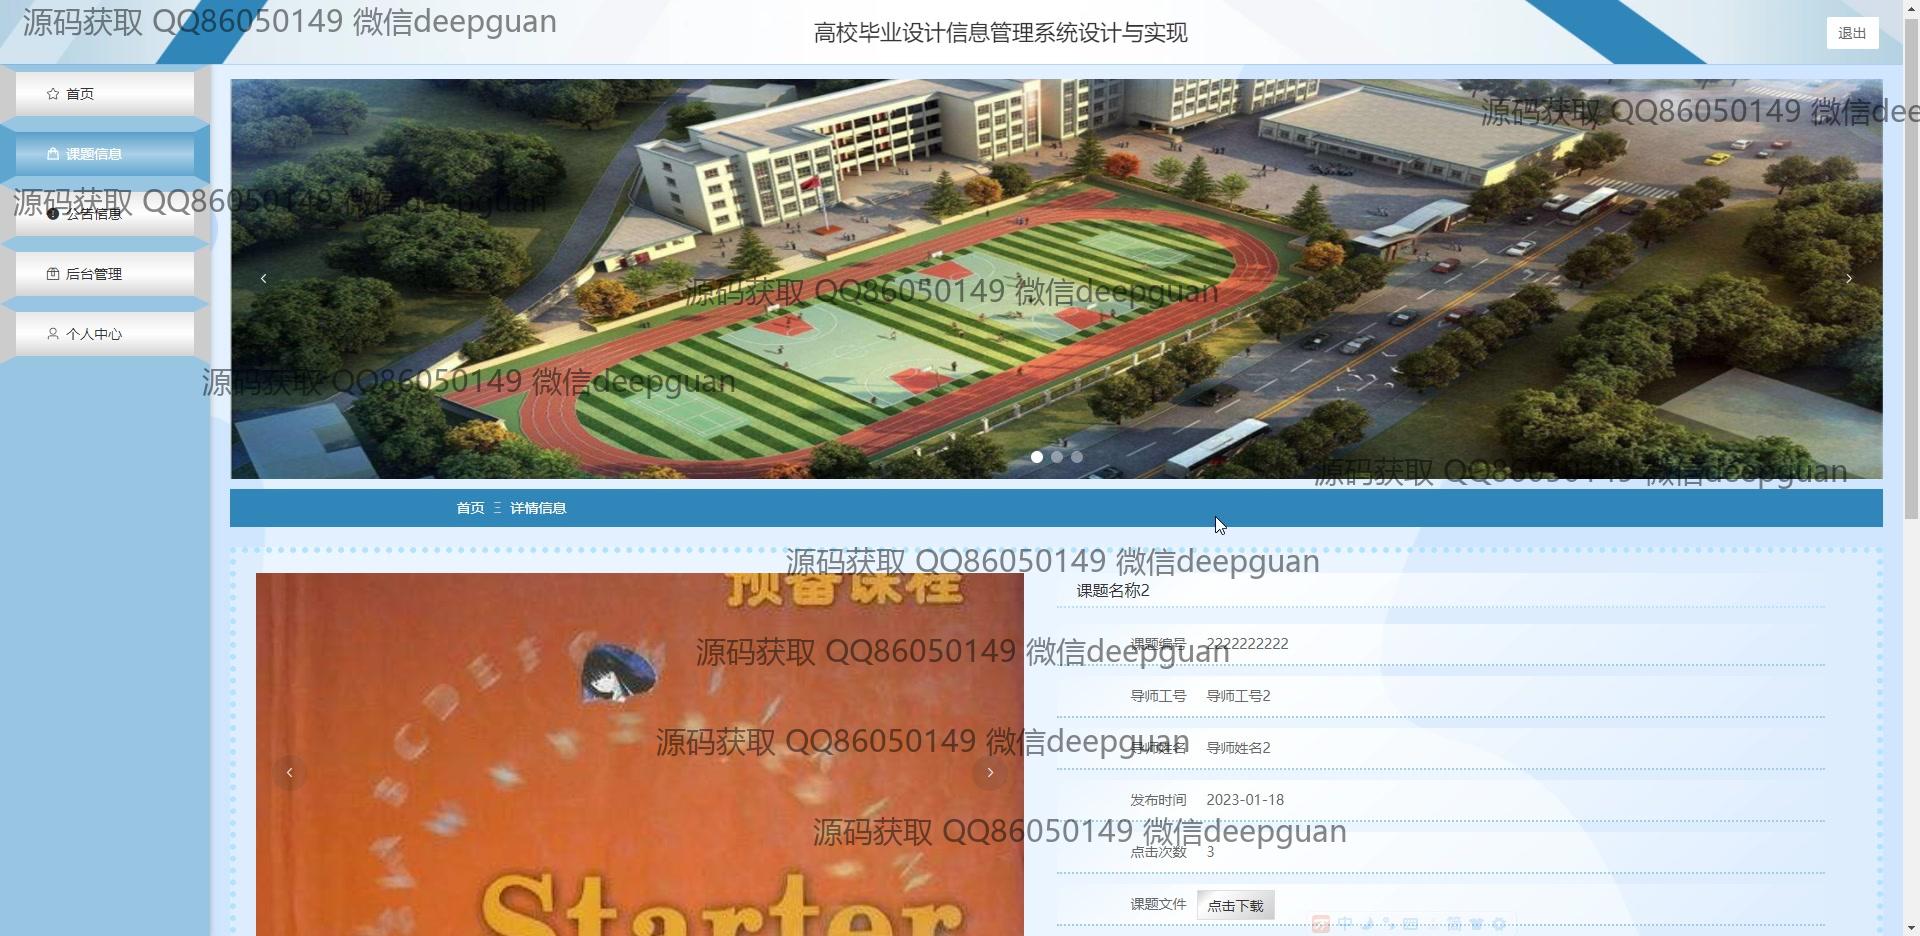 源码获取 QQ86050149 微信deepguan
高校毕业设计信息管理系统设计与实现
退出
首页
课题信息
公告信息
后台管理
个人中心
源码获取 QQ86050149 微信dee
源码获取 QQ86050149 微信deepguan
源码获取 QQ86050149 微信deepguan
源码获取 QQ86050149 微信deepguan
源码获取 QQ86050149 微信deepguan
首页 Ξ 详情信息
源码获取 QQ86050149 微信deepguan
预备课程
课题名称2
源码获取 QQ86050149 微信deepguan
课题编号 2222222222
导师工号 导师工号2
源码获取 QQ86050149 微信deepguan
导师姓名 导师姓名2
发布时间 2023-01-18
源码获取 QQ86050149 微信deepguan
点击次数 3
课题文件 点击下载
Starter
中 简